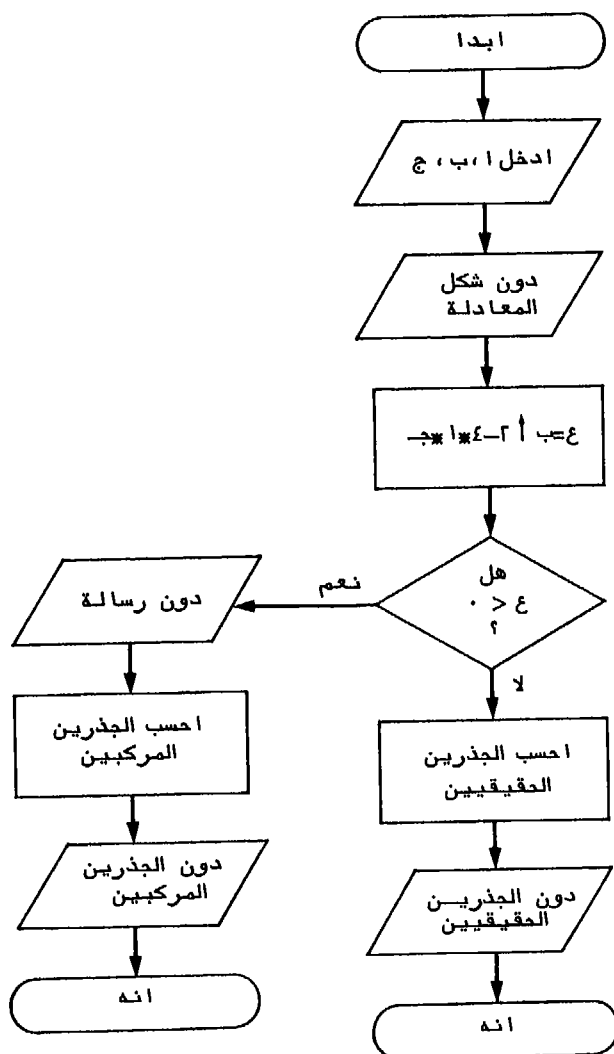 ابدا
ادخل ا ، ب ، ج
دون شكل
المعادلة
ع=ب ↑ ٢-٤*ا*جـ
هل
ع < ٠
؟
نعم
لا
دون رسالة
احسب الجذرين
المركبين
دون الجذرين
المركبين
انه
احسب الجذرين
الحقيقيين
دون الجذريـن
الحقيقيين
انه